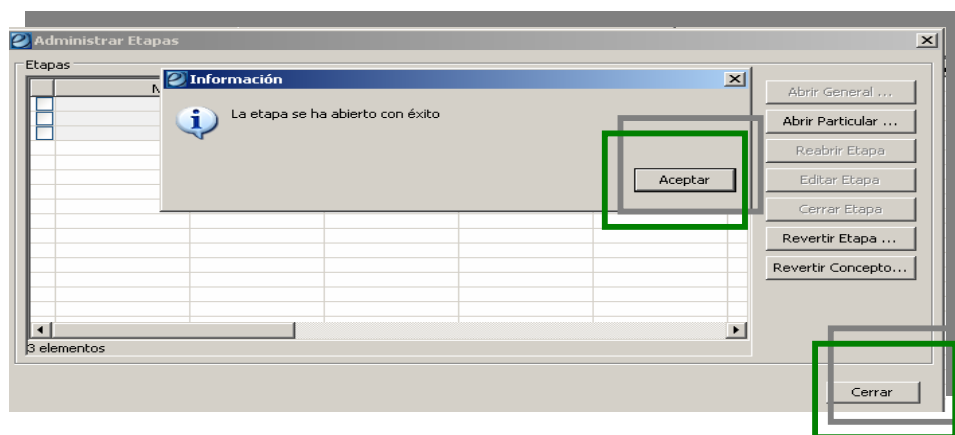 Administrar Etapas
Etapas
N
Información
La etapa se ha abierto con éxito
Aceptar
Abrir General ...
Abrir Particular ...
Reabrir Etapa
Editar Etapa
Cerrar Etapa
Revertir Etapa ...
Revertir Concepto...
3 elementos
Cerrar